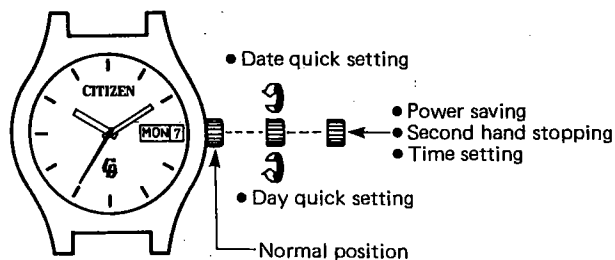 ● Date quick setting
CITIZEN
MON 7
● Power saving
● Second hand stopping
● Time setting
● Day quick setting
Normal position